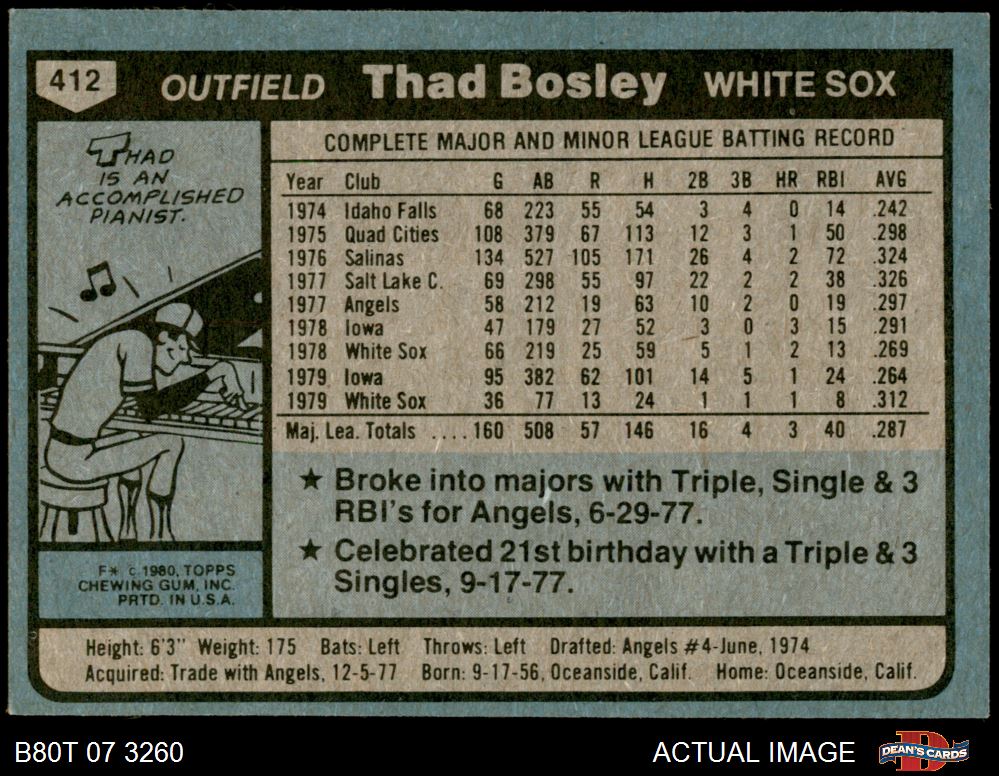 412 OUTFIELD Thad Bosley WHITE SOX
THAD
IS AN
ACCOMPLISHED
PIANIST.
COMPLETE MAJOR AND MINOR LEAGUE BATTING RECORD
Year Club G AB R H 2B 3B HR RBI AVG
1974 Idaho Falls 68 223 55 54 3 4 0 14 .242
1975 Quad Cities 108 379 67 113 12 3 1 50 .298
1976 Salinas 134 527 105 171 26 4 2 72 .324
1977 Salt Lake C. 69 298 55 97 22 2 2 38 .326
1977 Angels 58 212 19 63 10 2 0 19 .297
1978 Iowa 47 179 27 52 3 0 3 15 .291
1978 White Sox 66 219 25 59 5 1 2 13 .269
1979 Iowa 95 382 62 101 14 5 1 24 .264
1979 White Sox 36 77 13 24 1 1 1 8 .312
Maj. Lea. Totals ....160 508 57 146 16 4 3 40 .287
★ Broke into majors with Triple, Single & 3
RBI's for Angels, 6-29-77.
★ Celebrated 21st birthday with a Triple & 3
Singles, 9-17-77.
F* © 1980, TOPPS
CHEWING GUM, INC.
PRTD. IN U.S.A.
Height: 6'3" Weight: 175 Bats: Left Throws: Left Drafted: Angels #4-June, 1974
Acquired: Trade with Angels, 12-5-77 Born: 9-17-56, Oceanside, Calif. Home: Oceanside, Calif.
B80T 07 3260 ACTUAL IMAGE DEAN'S CARDS